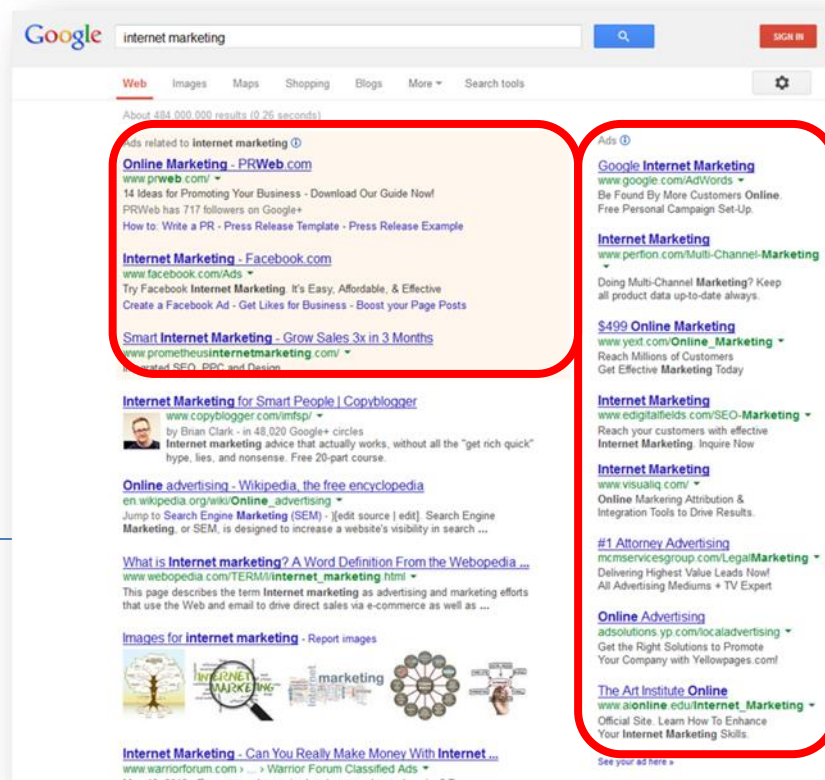 Google internet marketing SIGN IN
Web Images Maps Shopping Blogs More Search tools
About 484,000,000 results (0.26 seconds)
Ads related to internet marketing
Online Marketing - PRWeb.com
www.prweb.com/
14 Ideas for Promoting Your Business - Download Our Guide Now!
PRWeb has 717 followers on Google+
How to: Write a PR - Press Release Template - Press Release Example
Internet Marketing - Facebook.com
www.facebook.com/Ads
Try Facebook Internet Marketing. It's Easy, Affordable, & Effective
Create a Facebook Ad - Get Likes for Business - Boost your Page Posts
Smart Internet Marketing - Grow Sales 3x in 3 Months
www.prometheusinternetmarketing.com/
Integrated SEO, PPC and Design
Internet Marketing for Smart People | Copyblogger
www.copyblogger.com/imfsp/
by Brian Clark - in 48,020 Google+ circles
Internet marketing advice that actually works, without all the "get rich quick"
hype, lies, and nonsense. Free 20-part course.
Online advertising - Wikipedia, the free encyclopedia
en.wikipedia.org/wiki/Online_advertising
Jump to Search Engine Marketing (SEM) - [edit source | edit]. Search Engine
Marketing, or SEM, is designed to increase a website's visibility in search ...
What is Internet marketing? A Word Definition From the Webopedia ...
www.webopedia.com/TERM/I/internet_marketing.html
This page describes the term Internet marketing as advertising and marketing efforts
that use the Web and email to drive direct sales via e-commerce as well as ...
Images for internet marketing - Report images
INTERNET
MARKETING
internet
marketing
Internet Marketing - Can You Really Make Money With Internet ...
www.warriorforum.com › ... › Warrior Forum Classified Ads
Ads
Google Internet Marketing
www.google.com/AdWords
Be Found By More Customers Online.
Free Personal Campaign Set-Up.
Internet Marketing
www.perfion.com/Multi-Channel-Marketing
Doing Multi-Channel Marketing? Keep
all product data up-to-date always.
$499 Online Marketing
www.yext.com/Online_Marketing
Reach Millions of Customers
Get Effective Marketing Today
Internet Marketing
www.edigitalfields.com/SEO-Marketing
Reach your customers with effective
Internet Marketing. Inquire Now
Internet Marketing
www.visualiq.com/
Online Markering Attribution &
Integration Tools to Drive Results.
#1 Attorney Advertising
mcmservicesgroup.com/LegalMarketing
Delivering Highest Value Leads Now!
All Advertising Mediums + TV Expert
Online Advertising
adsolutions.yp.com/localadvertising
Get the Right Solutions to Promote
Your Company with Yellowpages.com!
The Art Institute Online
www.aionline.edu/Internet_Marketing
Official Site. Learn How To Enhance
Your Internet Marketing Skills.
See your ad here »